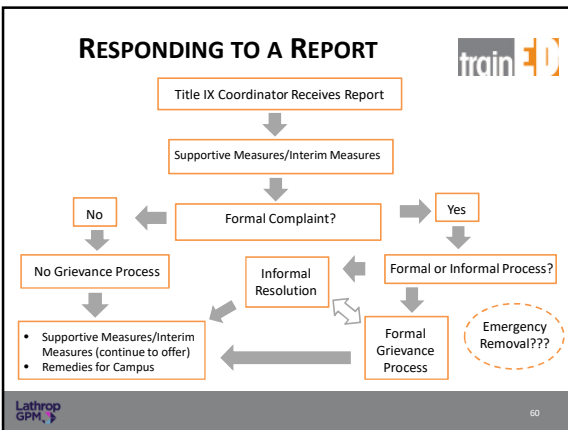 RESPONDING TO A REPORT
train ED
Title IX Coordinator Receives Report
Supportive Measures/Interim Measures
No
Formal Complaint?
Yes
No Grievance Process
Informal
Resolution
Formal or Informal Process?
• Supportive Measures/Interim
Measures (continue to offer)
• Remedies for Campus
Formal
Grievance
Process
Emergency
Removal???
Lathrop
GPM
60